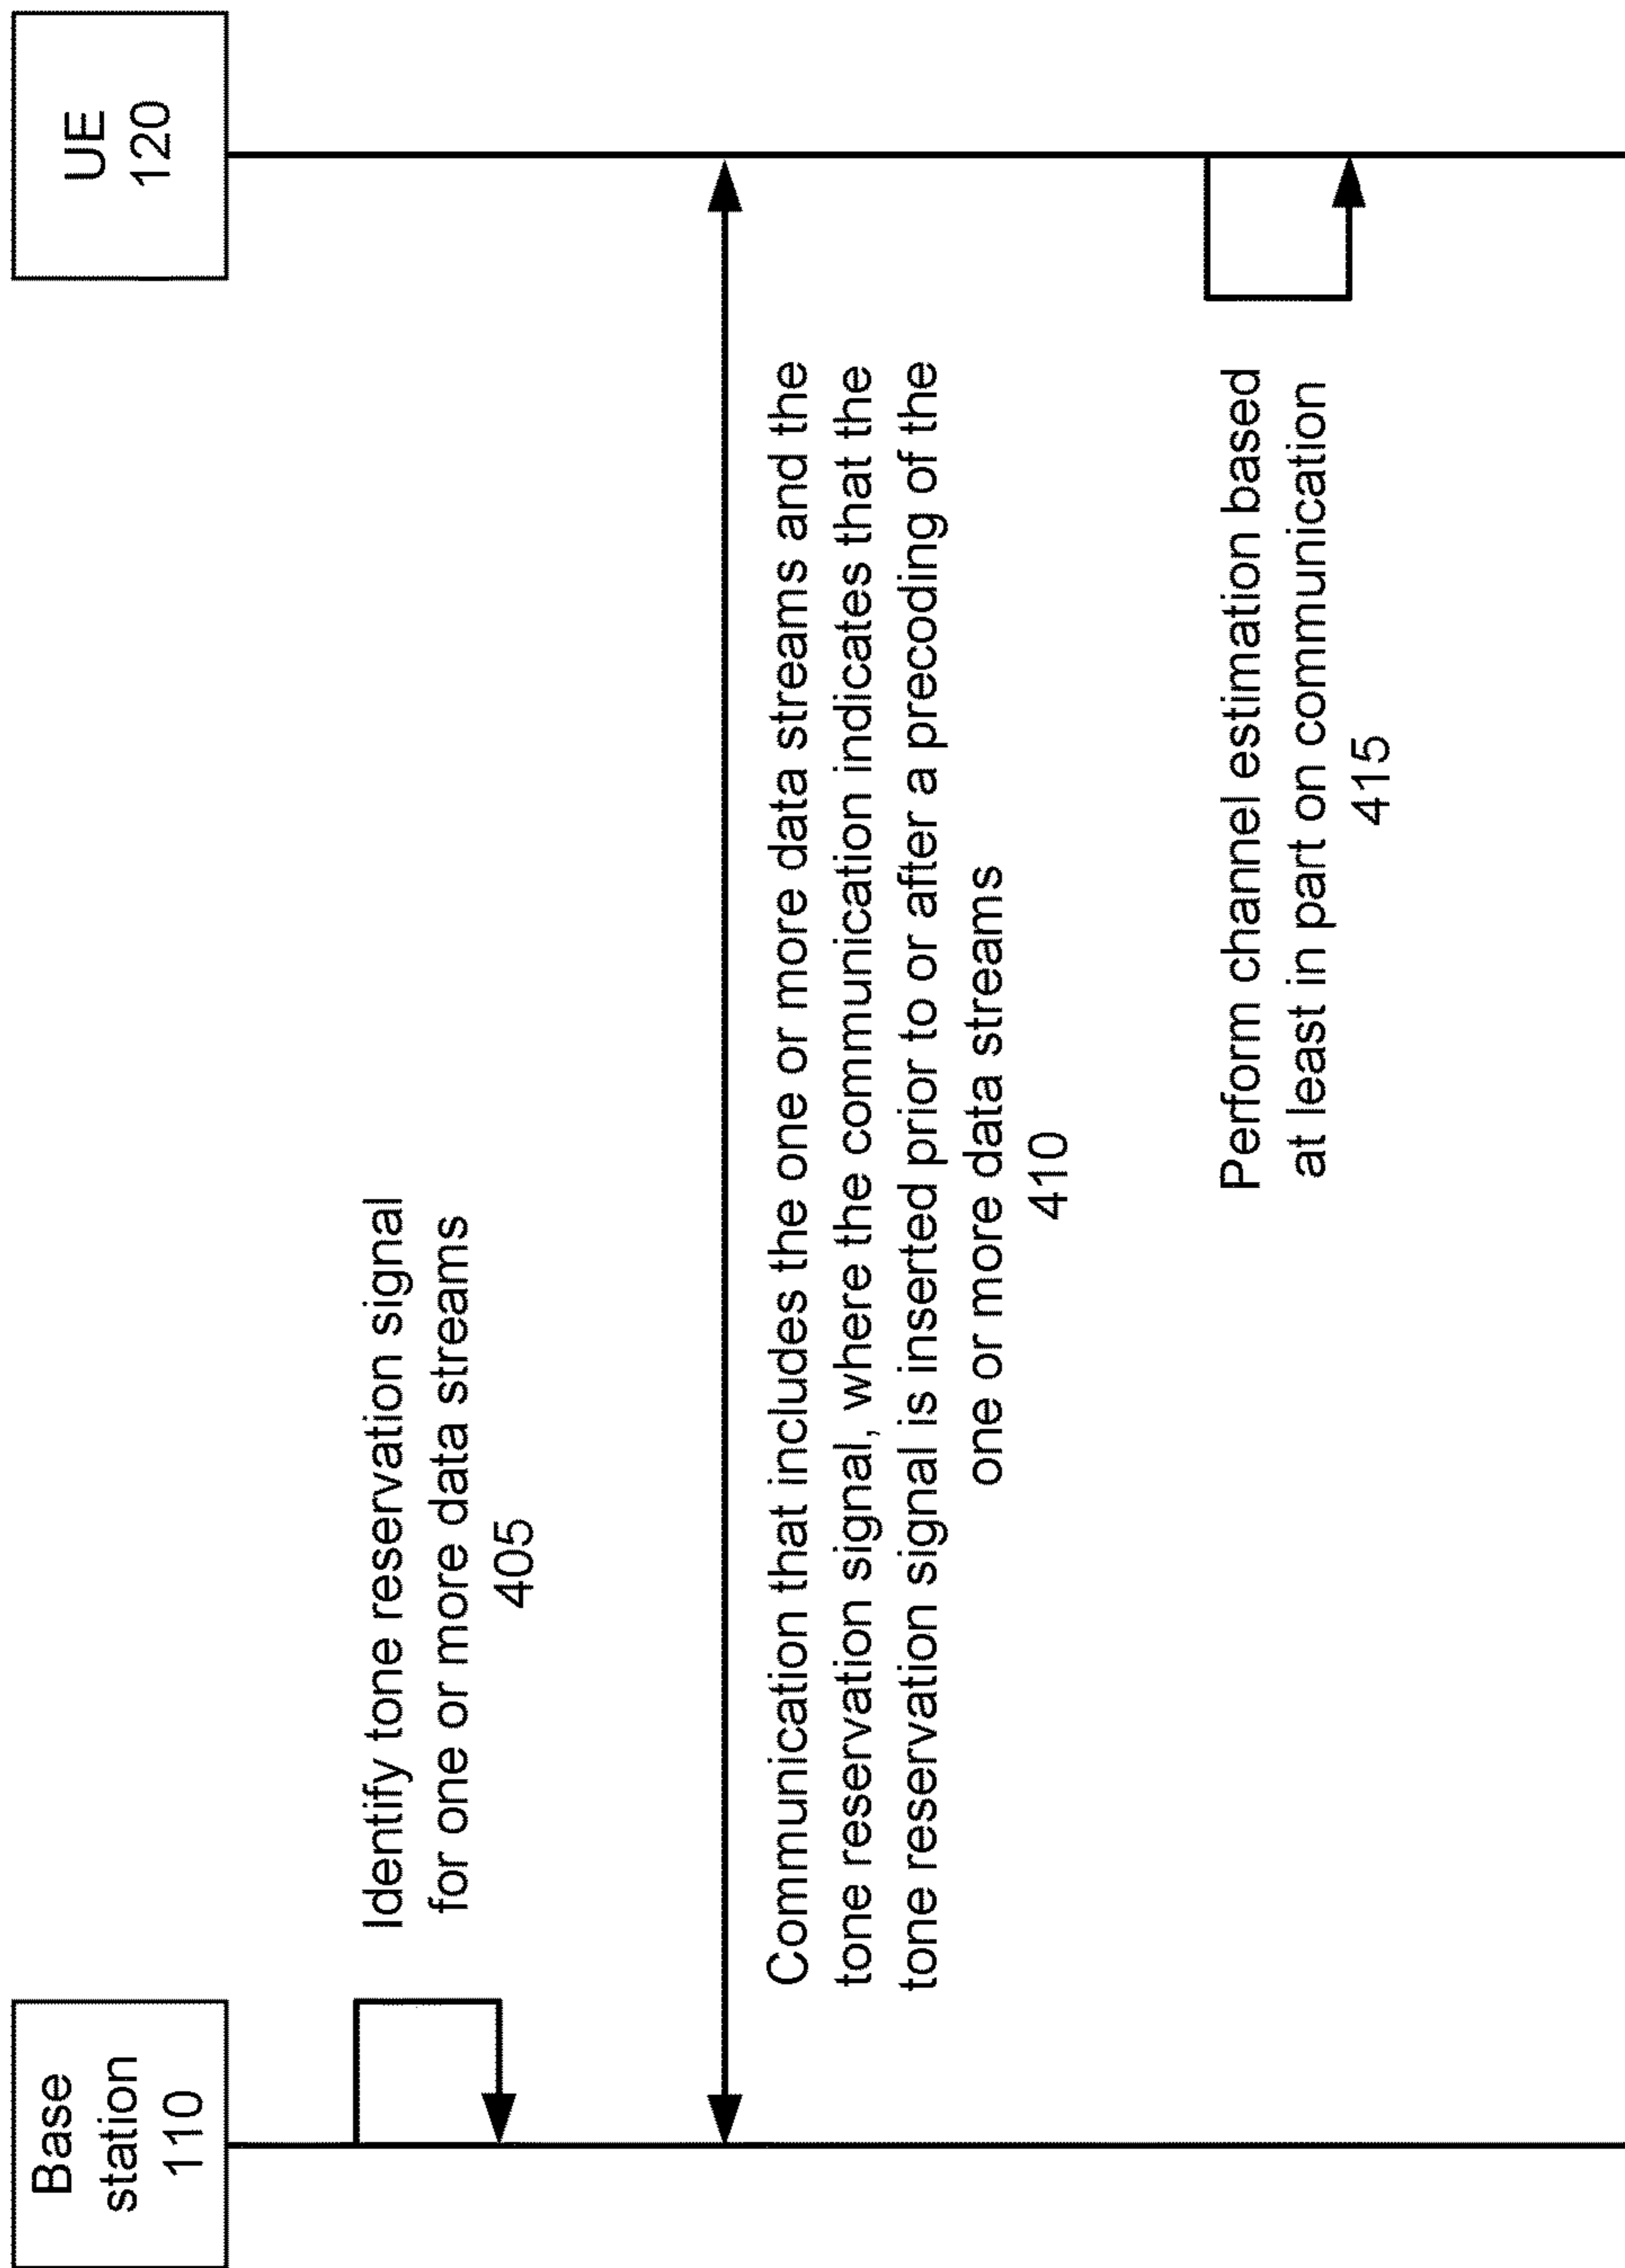 Base
station
110
UE
120
Identify tone reservation signal
for one or more data streams
405
Communication that includes the one or more data streams and the
tone reservation signal, where the communication indicates that the
tone reservation signal is inserted prior to or after a precoding of the
one or more data streams
410
Perform channel estimation based
at least in part on communication
415